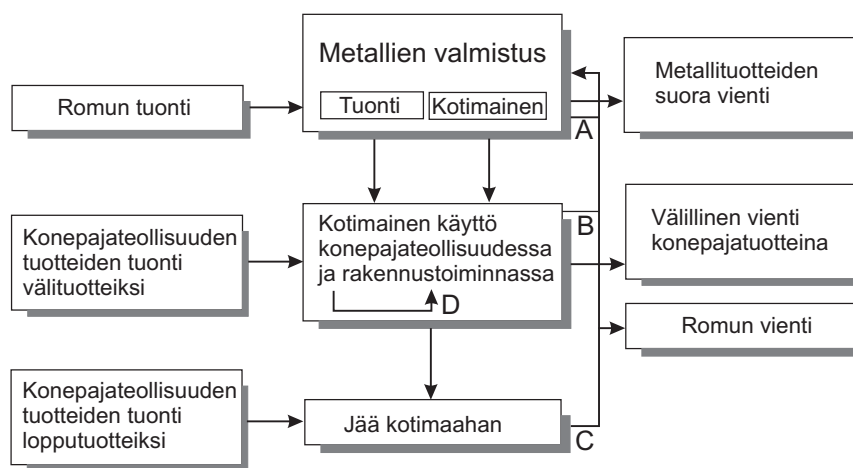 Metallien valmistus
Tuonti
Kotimainen
Metallituotteiden
suora vienti
Romun tuonti
A
Konepajateollisuuden
tuotteiden tuonti
välituotteiksi
Kotimainen käyttö
konepajateollisuudessa
ja rakennustoiminnassa
D
B
Välillinen vienti
konepajatuotteina
Romun vienti
Konepajateollisuuden
tuotteiden tuonti
lopputuotteiksi
Jää kotimaahan
C